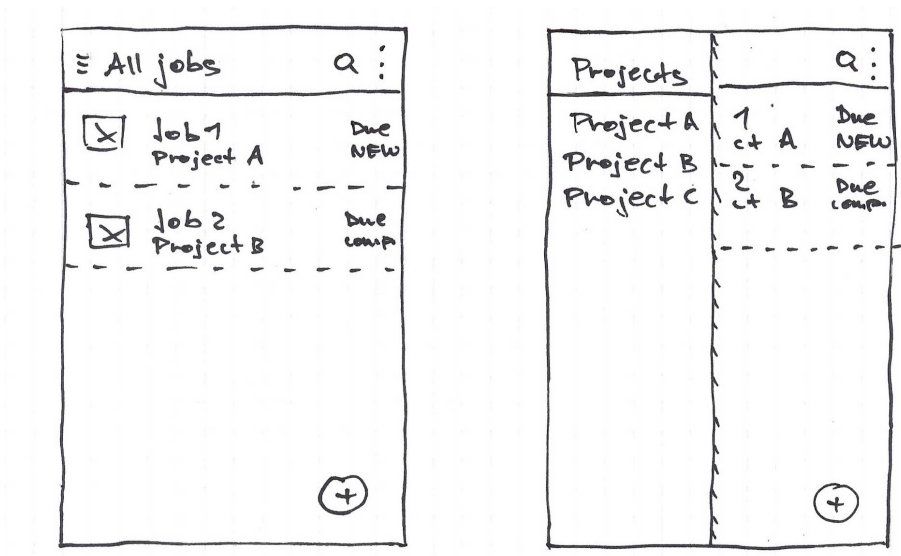 All jobs
Job 1 Due
Project A NEW
Job 2 Due
Project B comp
Projects
Project A
Project B
Project C
1 Due
ct A NEW
2 Due
ct B comp.